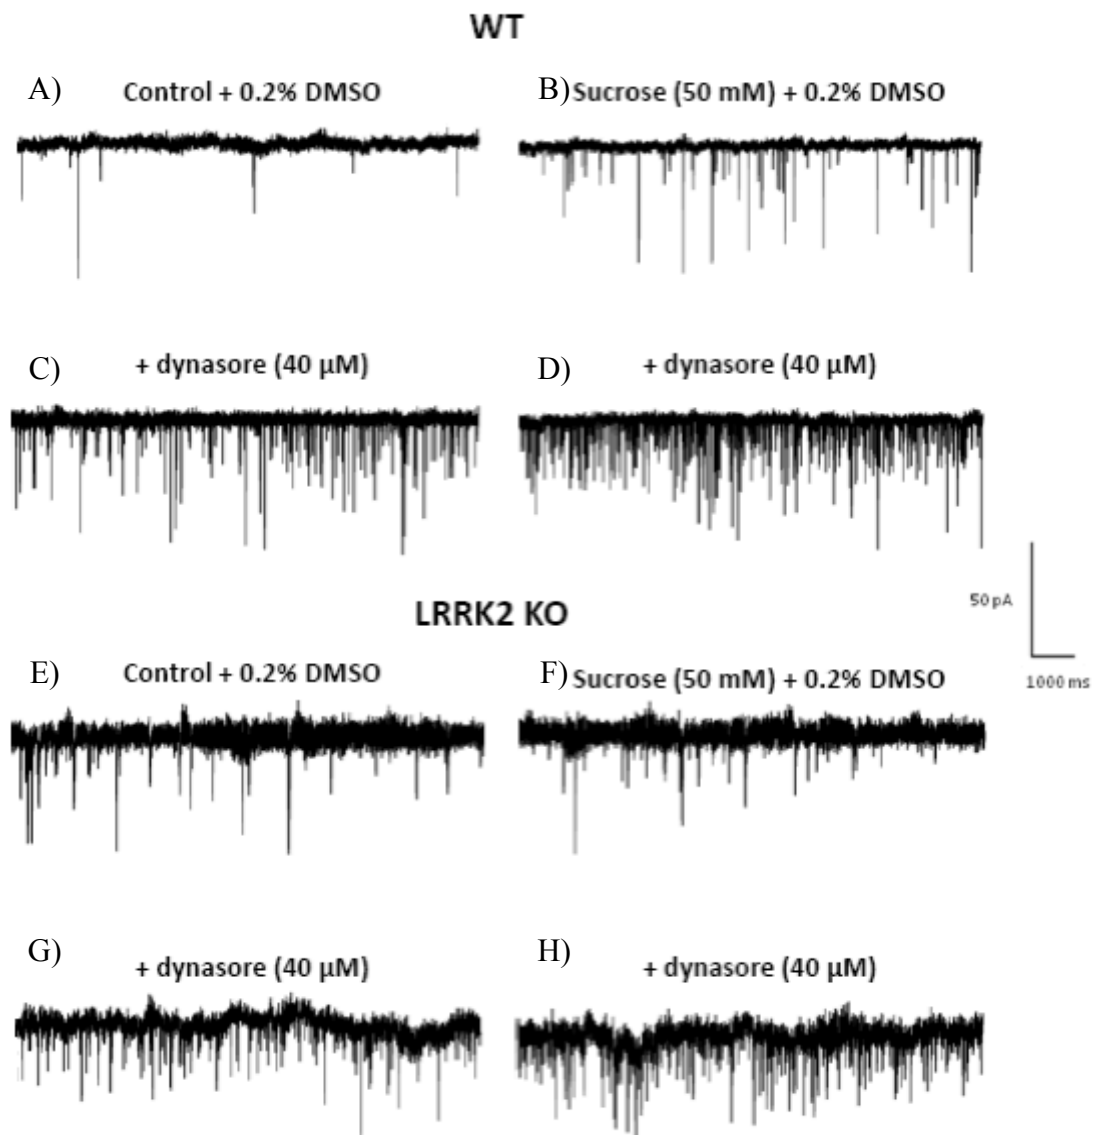 WT
A) Control + 0.2% DMSO
B) Sucrose (50 mM) + 0.2% DMSO
C) + dynasore (40 µM)
D) + dynasore (40 µM)
50 pA
1000 ms
LRRK2 KO
E) Control + 0.2% DMSO
F) Sucrose (50 mM) + 0.2% DMSO
G) + dynasore (40 µM)
H) + dynasore (40 µM)